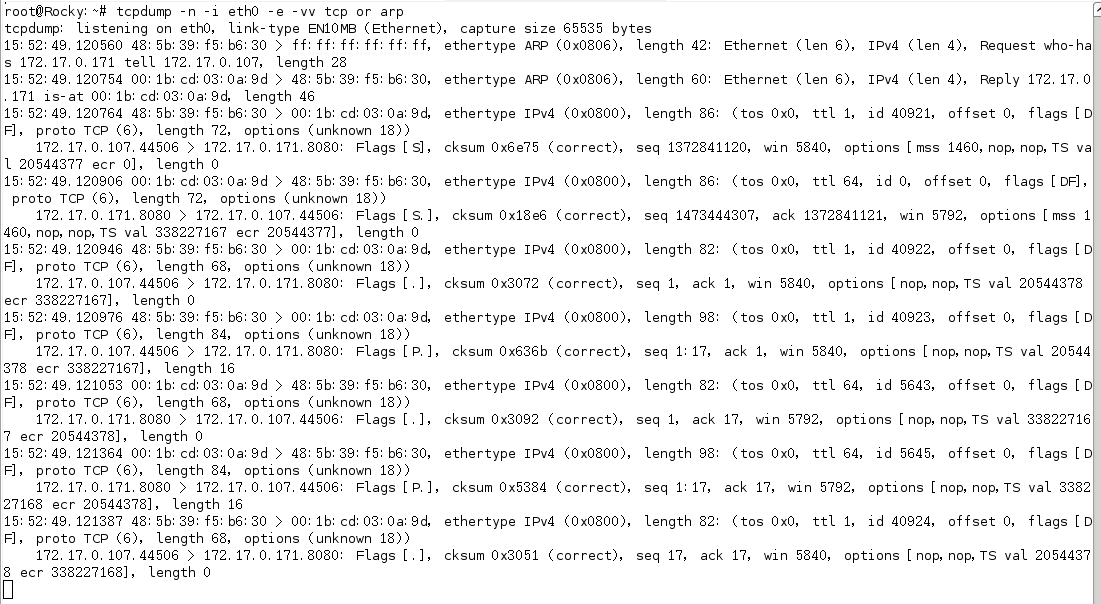 root@Rocky:~# tcpdump -n -i eth0 -e -vv tcp or arp
tcpdump: listening on eth0, link-type EN10MB (Ethernet), capture size 65535 bytes
15:52:49.120560 48:5b:39:f5:b6:30 > ff:ff:ff:ff:ff:ff, ethertype ARP (0x0806), length 42: Ethernet (len 6), IPv4 (len 4), Request who-ha
s 172.17.0.171 tell 172.17.0.107, length 28
15:52:49.120754 00:1b:cd:03:0a:9d > 48:5b:39:f5:b6:30, ethertype ARP (0x0806), length 60: Ethernet (len 6), IPv4 (len 4), Reply 172.17.0
.171 is-at 00:1b:cd:03:0a:9d, length 46
15:52:49.120764 48:5b:39:f5:b6:30 > 00:1b:cd:03:0a:9d, ethertype IPv4 (0x0800), length 86: (tos 0x0, ttl 1, id 40921, offset 0, flags [D
F], proto TCP (6), length 72, options (unknown 18))
    172.17.0.107.44506 > 172.17.0.171.8080: Flags [S], cksum 0x6e75 (correct), seq 1372841120, win 5840, options [mss 1460,nop,nop,TS va
l 20544377 ecr 0], length 0
15:52:49.120906 00:1b:cd:03:0a:9d > 48:5b:39:f5:b6:30, ethertype IPv4 (0x0800), length 86: (tos 0x0, ttl 64, id 0, offset 0, flags [DF],
 proto TCP (6), length 72, options (unknown 18))
    172.17.0.171.8080 > 172.17.0.107.44506: Flags [S.], cksum 0x18e6 (correct), seq 1473444307, ack 1372841121, win 5792, options [mss 1
460,nop,nop,TS val 338227167 ecr 20544377], length 0
15:52:49.120946 48:5b:39:f5:b6:30 > 00:1b:cd:03:0a:9d, ethertype IPv4 (0x0800), length 82: (tos 0x0, ttl 1, id 40922, offset 0, flags [D
F], proto TCP (6), length 68, options (unknown 18))
    172.17.0.107.44506 > 172.17.0.171.8080: Flags [.], cksum 0x3072 (correct), seq 1, ack 1, win 5840, options [nop,nop,TS val 20544378
ecr 338227167], length 0
15:52:49.120976 48:5b:39:f5:b6:30 > 00:1b:cd:03:0a:9d, ethertype IPv4 (0x0800), length 98: (tos 0x0, ttl 1, id 40923, offset 0, flags [D
F], proto TCP (6), length 84, options (unknown 18))
    172.17.0.107.44506 > 172.17.0.171.8080: Flags [P.], cksum 0x636b (correct), seq 1:17, ack 1, win 5840, options [nop,nop,TS val 20544
378 ecr 338227167], length 16
15:52:49.121053 00:1b:cd:03:0a:9d > 48:5b:39:f5:b6:30, ethertype IPv4 (0x0800), length 82: (tos 0x0, ttl 64, id 5643, offset 0, flags [D
F], proto TCP (6), length 68, options (unknown 18))
    172.17.0.171.8080 > 172.17.0.107.44506: Flags [.], cksum 0x3092 (correct), seq 1, ack 17, win 5792, options [nop,nop,TS val 33822716
7 ecr 20544378], length 0
15:52:49.121364 00:1b:cd:03:0a:9d > 48:5b:39:f5:b6:30, ethertype IPv4 (0x0800), length 98: (tos 0x0, ttl 64, id 5645, offset 0, flags [D
F], proto TCP (6), length 84, options (unknown 18))
    172.17.0.171.8080 > 172.17.0.107.44506: Flags [P.], cksum 0x5384 (correct), seq 1:17, ack 17, win 5792, options [nop,nop,TS val 3382
27168 ecr 20544378], length 16
15:52:49.121387 48:5b:39:f5:b6:30 > 00:1b:cd:03:0a:9d, ethertype IPv4 (0x0800), length 82: (tos 0x0, ttl 1, id 40924, offset 0, flags [D
F], proto TCP (6), length 68, options (unknown 18))
    172.17.0.107.44506 > 172.17.0.171.8080: Flags [.], cksum 0x3051 (correct), seq 17, ack 17, win 5840, options [nop,nop,TS val 2054437
8 ecr 338227168], length 0